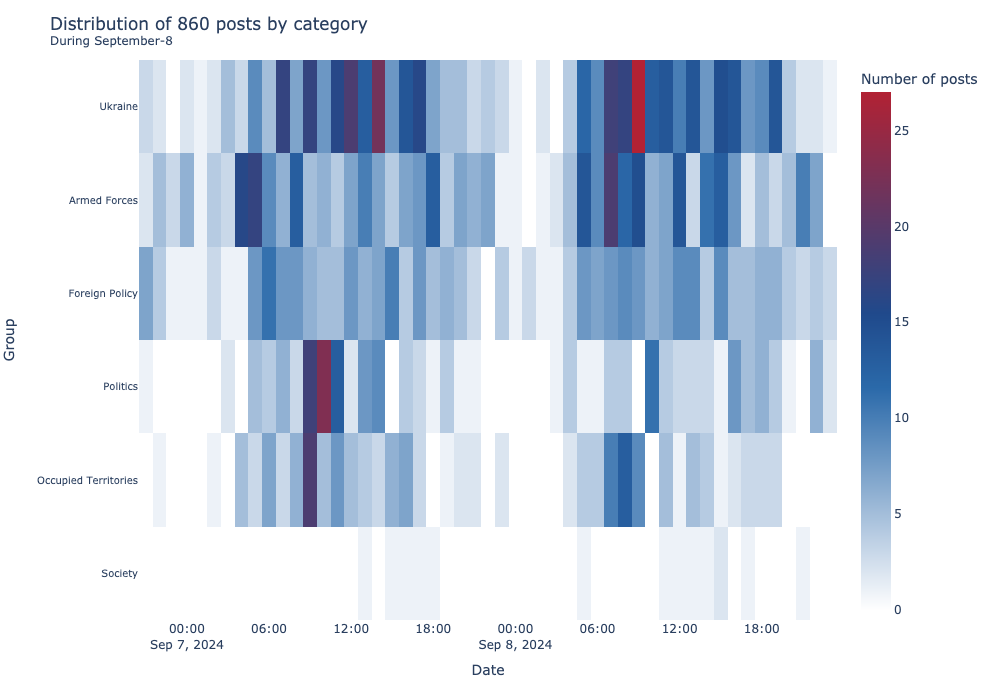 Distribution of 860 posts by category
During September-8
Number of posts
25
20
15
10
5
0
Group
Ukraine
Armed Forces
Foreign Policy
Politics
Occupied Territories
Society
00:00 06:00 12:00 18:00 00:00 06:00 12:00 18:00
Sep 7, 2024 Sep 8, 2024
Date